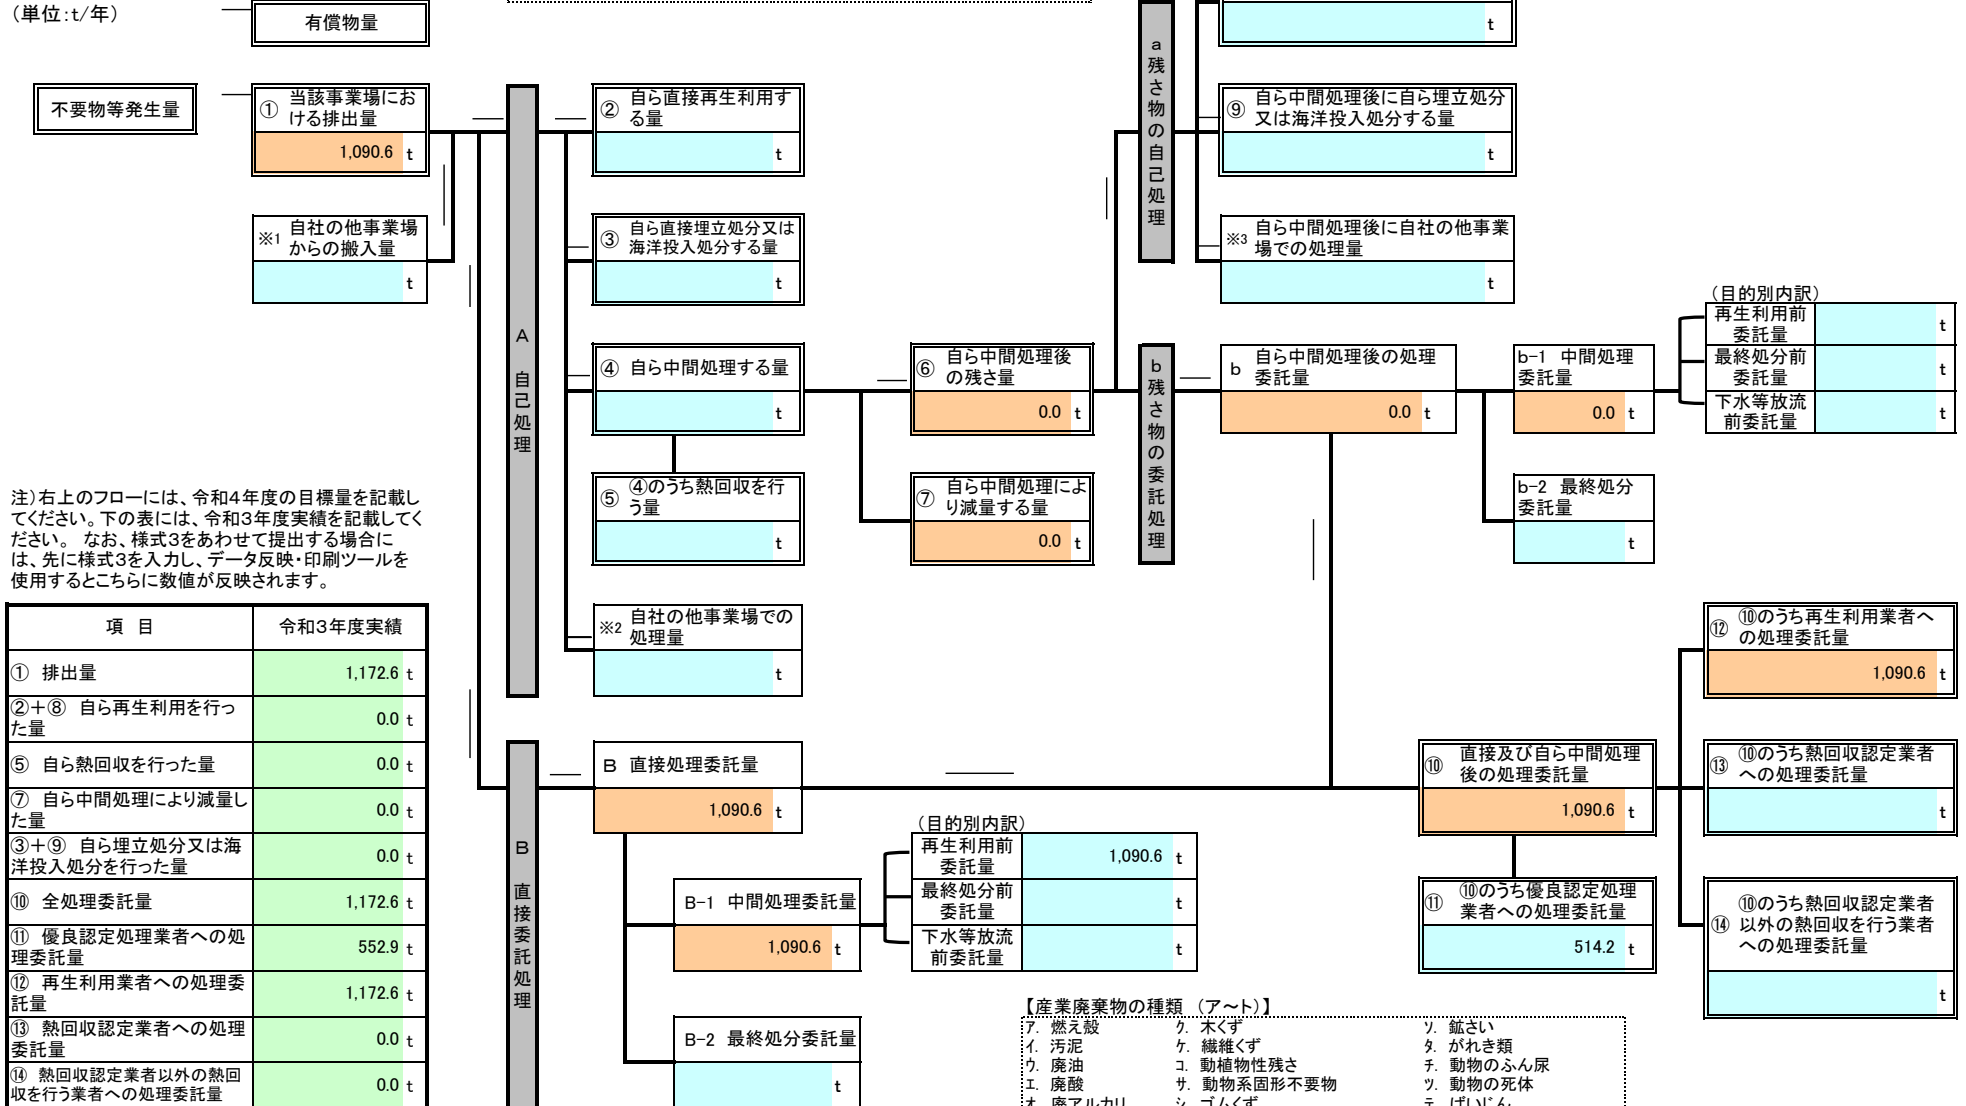 （単位：ｔ/年）
有償物量
ｔ
不要物等発生量
① 当該事業場にお
ける排出量
1,090.6 ｔ
※1 自社の他事業場
からの搬入量
ｔ
A 自己処理
② 自ら直接再生利用す
る量
ｔ
③ 自ら直接埋立処分又は
海洋投入処分する量
ｔ
④ 自ら中間処理する量
ｔ
⑤ ④のうち熱回収を行
う量
ｔ
※2 自社の他事業場での
処理量
ｔ
⑥ 自ら中間処理後
の残さ量
0.0 ｔ
⑦ 自ら中間処理によ
り減量する量
0.0 ｔ
a残さ物の自己処理
⑨ 自ら中間処理後に自ら埋立処分
又は海洋投入処分する量
ｔ
※3 自ら中間処理後に自社の他事業
場での処理量
ｔ
b残さ物の委託処理
b 自ら中間処理後の処理
委託量
0.0 ｔ
b-1 中間処理
委託量
0.0 ｔ
（目的別内訳）
再生利用前
委託量 ｔ
最終処分前
委託量 ｔ
下水等放流
前委託量 ｔ
b-2 最終処分
委託量
ｔ
注）右上のフローには、令和４年度の目標量を記載し
てください。下の表には、令和３年度実績を記載してく
ださい。 なお、様式３をあわせて提出する場合に
は、先に様式３を入力し、データ反映・印刷ツールを
使用するとこちらに数値が反映されます。
項 目 令和３年度実績
① 排出量 1,172.6 ｔ
②＋⑧ 自ら再生利用を行っ
た量 0.0 ｔ
⑤ 自ら熱回収を行った量 0.0 ｔ
⑦ 自ら中間処理により減量し
た量 0.0 ｔ
③＋⑨ 自ら埋立処分又は海
洋投入処分を行った量 0.0 ｔ
⑩ 全処理委託量 1,172.6 ｔ
⑪ 優良認定処理業者への処
理委託量 552.9 ｔ
⑫ 再生利用業者への処理委
託量 1,172.6 ｔ
⑬ 熱回収認定業者への処理
委託量 0.0 ｔ
⑭ 熱回収認定業者以外の熱回
収を行う業者への処理委託量 0.0 ｔ
B 直接委託処理
B 直接処理委託量
1,090.6 ｔ
B-1 中間処理委託量
1,090.6 ｔ
（目的別内訳）
再生利用前
委託量 1,090.6 ｔ
最終処分前
委託量 ｔ
下水等放流
前委託量 ｔ
B-2 最終処分委託量
ｔ
⑩ 直接及び自ら中間処理
後の処理委託量
1,090.6 ｔ
⑪ ⑩のうち優良認定処理
業者への処理委託量
514.2 ｔ
⑫ ⑩のうち再生利用業者へ
の処理委託量
1,090.6 ｔ
⑬ ⑩のうち熱回収認定業者
への処理委託量
ｔ
⑭ ⑩のうち熱回収認定業者
以外の熱回収を行う業者
への処理委託量
ｔ
【産業廃棄物の種類 （ア～ト）】
ｱ. 燃え殻 ｸ. 木くず ｿ. 鉱さい
ｲ. 汚泥 ｹ. 繊維くず ﾀ. がれき類
ｳ. 廃油 ｺ. 動植物性残さ ﾁ. 動物のふん尿
ｴ. 廃酸 ｻ. 動物系固形不要物 ﾂ. 動物の死体
ｵ. 廃アルカリ ｼ. ゴムくず ﾃ. ばいじん